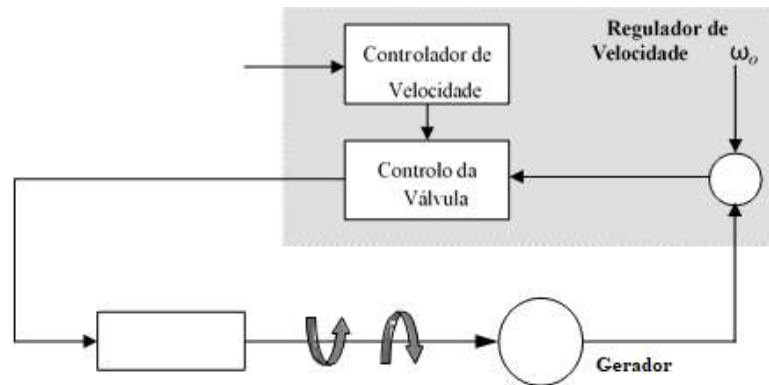 Controlador de
Velocidade
Regulador de
Velocidade
ω₀
Controlo da
Válvula
Gerador